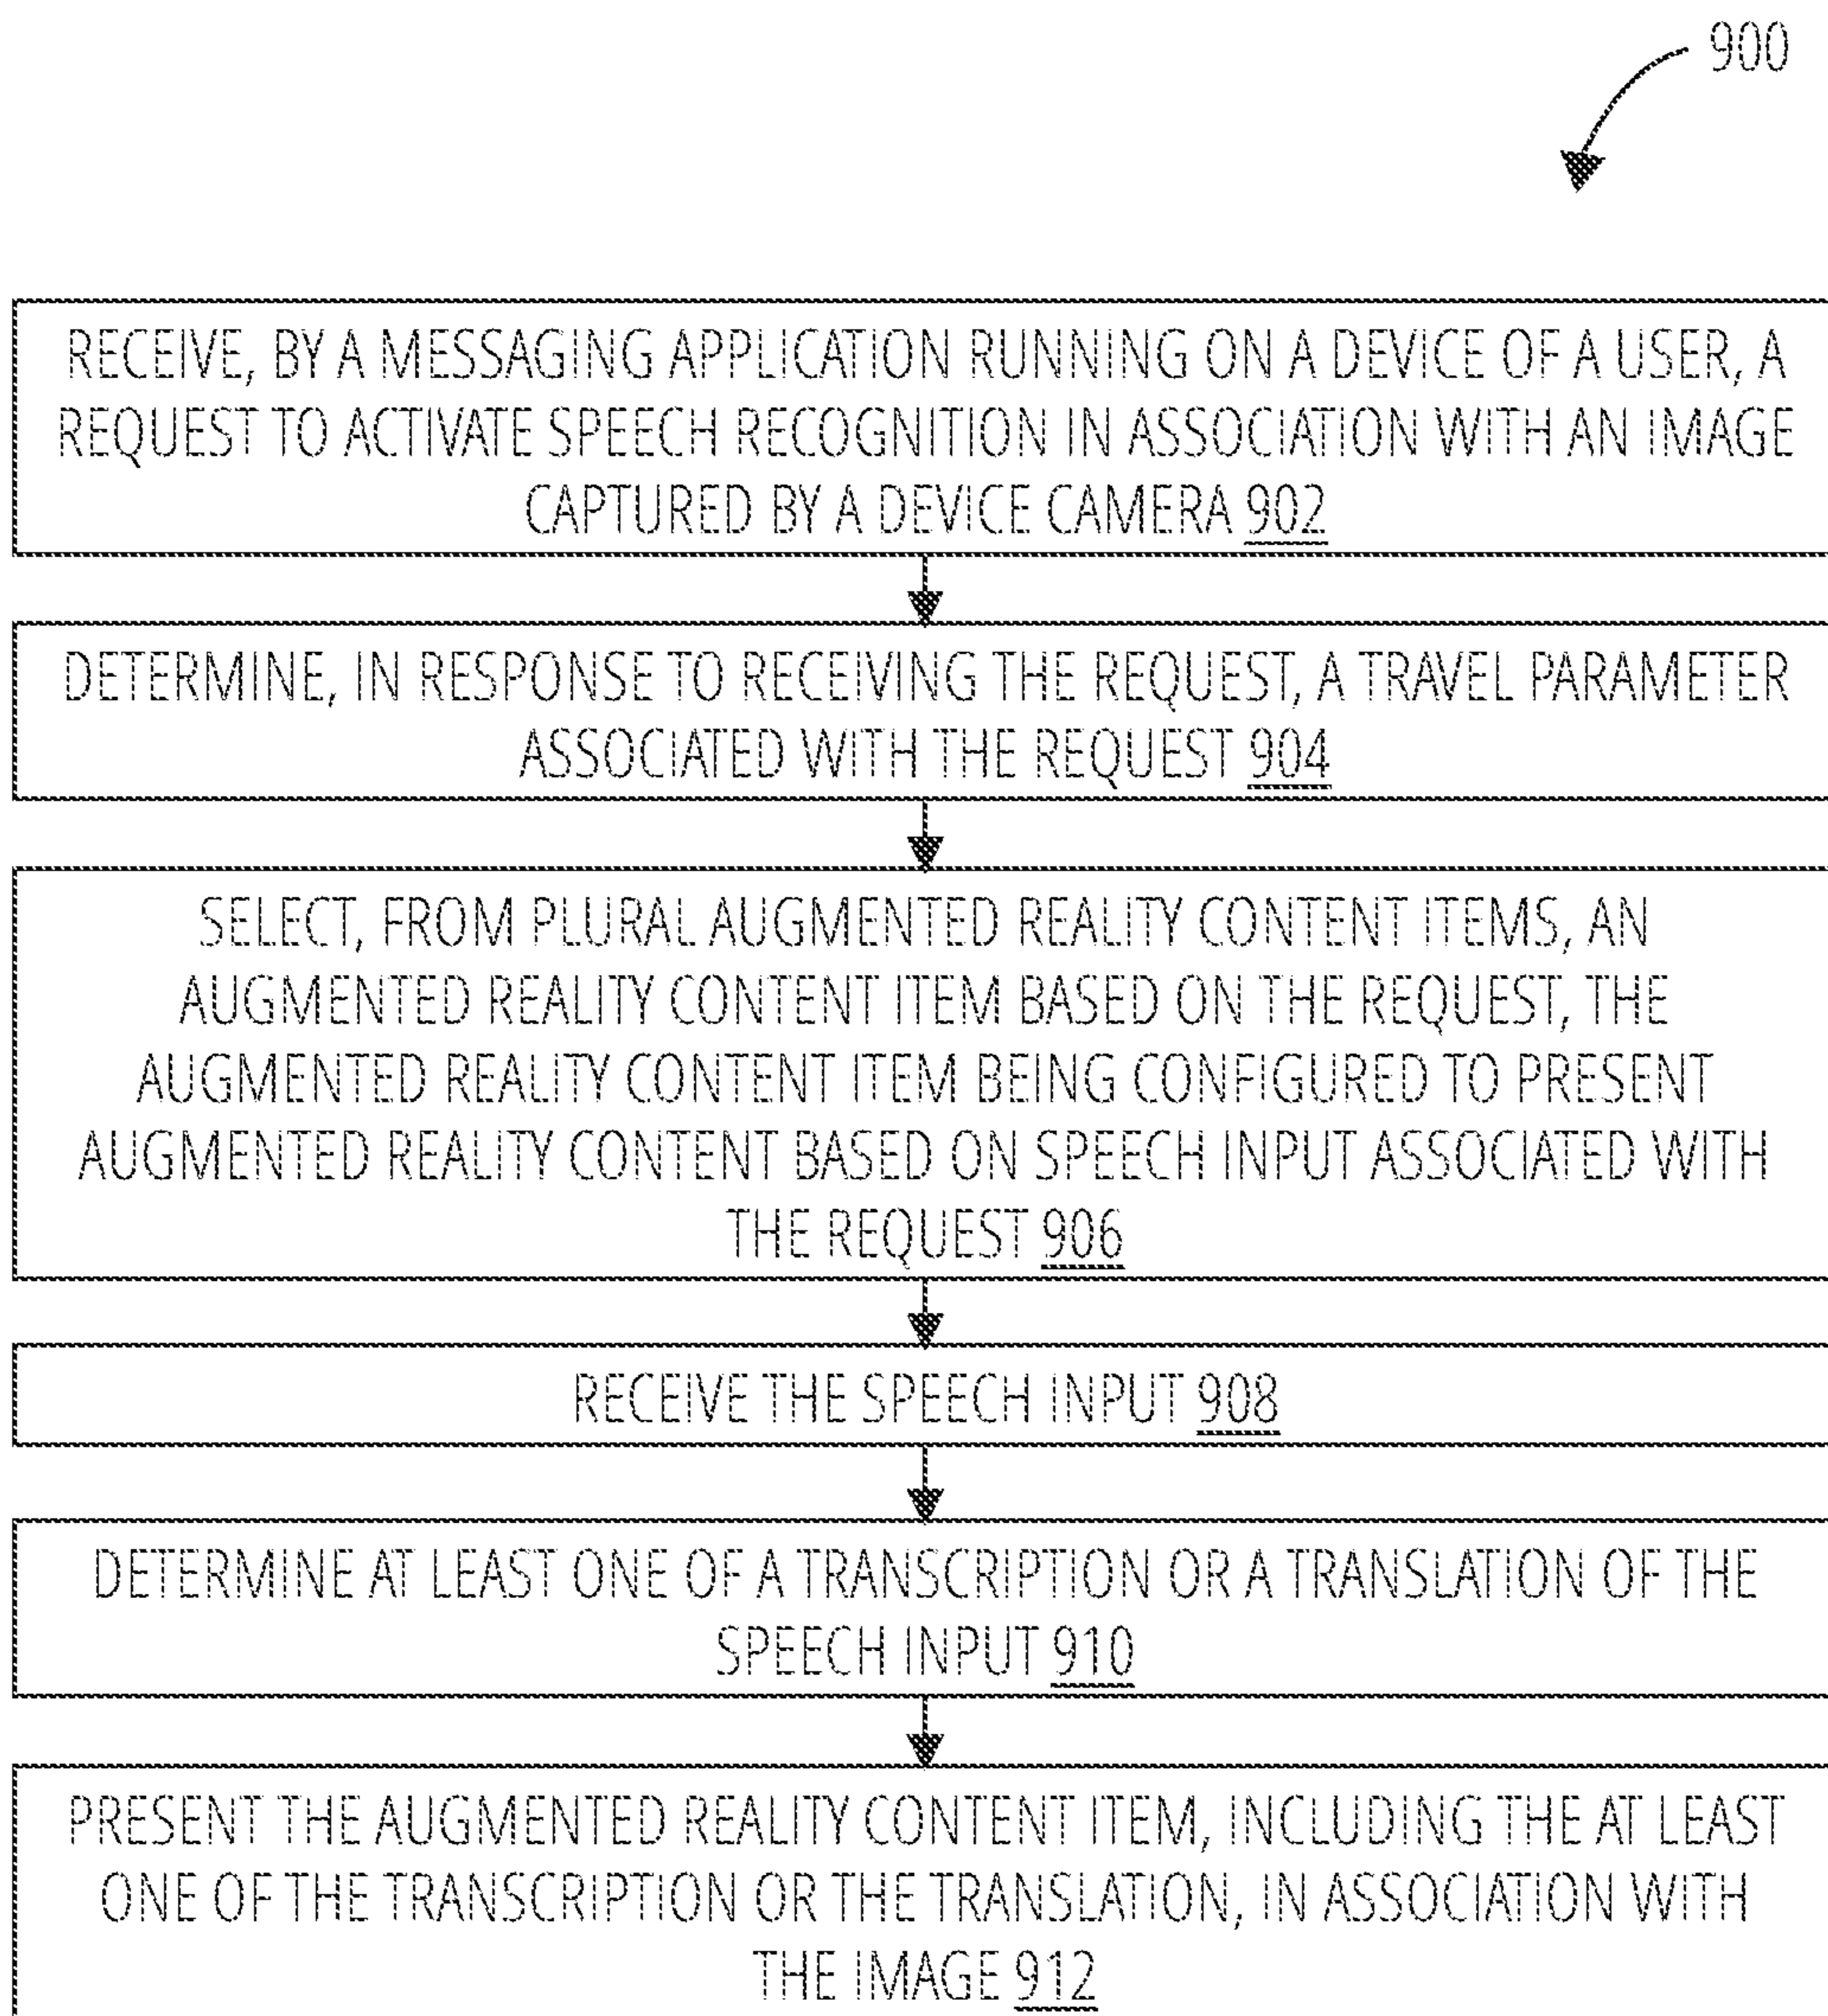 900
RECEIVE, BY A MESSAGING APPLICATION RUNNING ON A DEVICE OF A USER, A
REQUEST TO ACTIVATE SPEECH RECOGNITION IN ASSOCIATION WITH AN IMAGE
CAPTURED BY A DEVICE CAMERA 902
DETERMINE, IN RESPONSE TO RECEIVING THE REQUEST, A TRAVEL PARAMETER
ASSOCIATED WITH THE REQUEST 904
SELECT, FROM PLURAL AUGMENTED REALITY CONTENT ITEMS, AN
AUGMENTED REALITY CONTENT ITEM BASED ON THE REQUEST, THE
AUGMENTED REALITY CONTENT ITEM BEING CONFIGURED TO PRESENT
AUGMENTED REALITY CONTENT BASED ON SPEECH INPUT ASSOCIATED WITH
THE REQUEST 906
RECEIVE THE SPEECH INPUT 908
DETERMINE AT LEAST ONE OF A TRANSCRIPTION OR A TRANSLATION OF THE
SPEECH INPUT 910
PRESENT THE AUGMENTED REALITY CONTENT ITEM, INCLUDING THE AT LEAST
ONE OF THE TRANSCRIPTION OR THE TRANSLATION, IN ASSOCIATION WITH
THE IMAGE 912